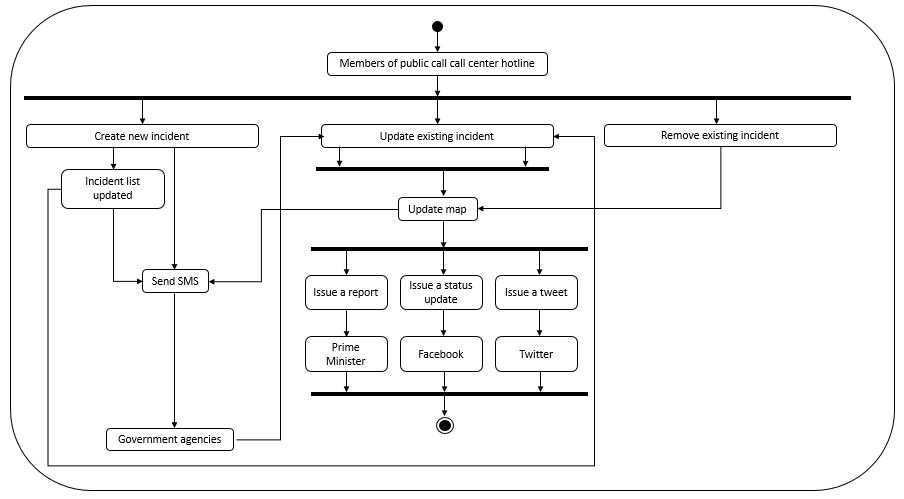 Members of public call call center hotline
Create new incident
Update existing incident
Remove existing incident
Incident list
updated
Update map
Send SMS
Issue a report
Issue a status
update
Issue a tweet
Prime
Minister
Facebook
Twitter
Government agencies